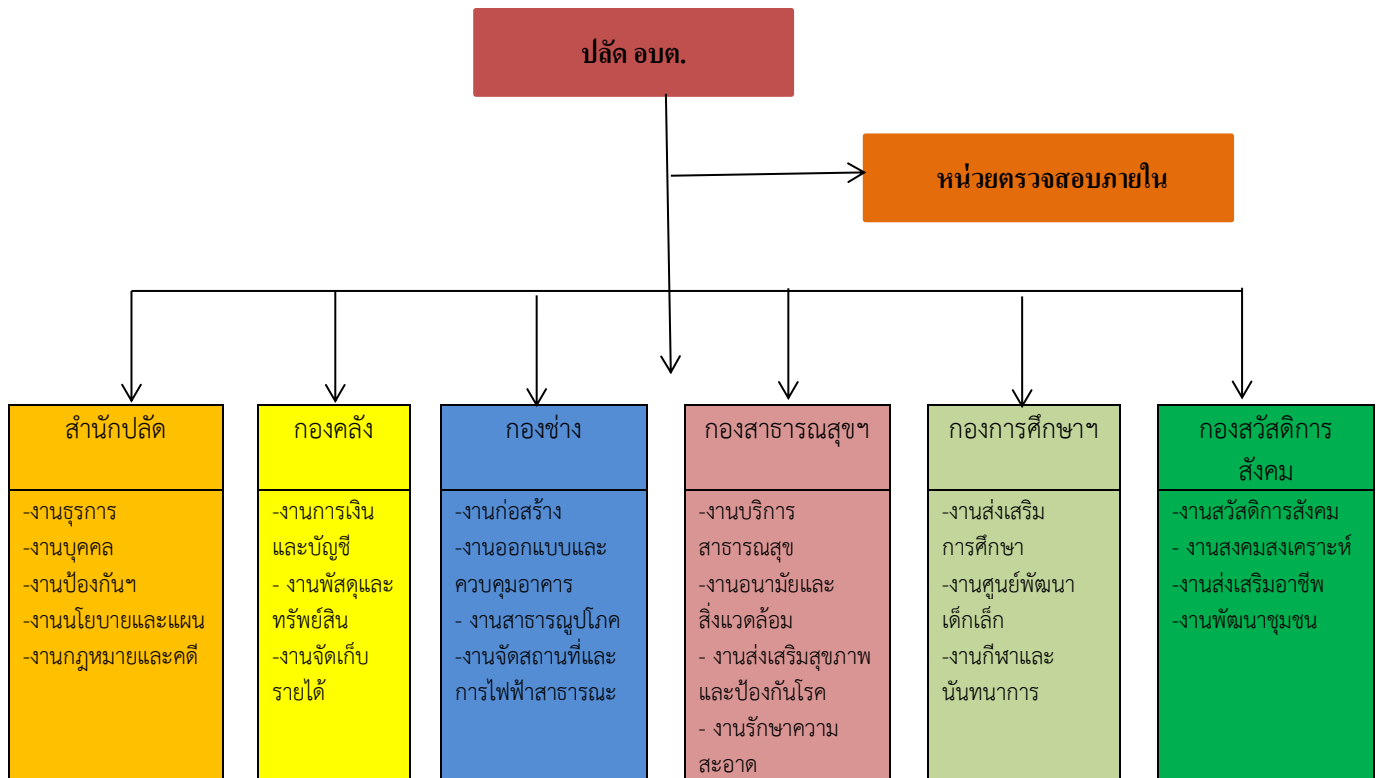 ปลัด อบต.
หน่วยตรวจสอบภายใน
สำนักปลัด
-งานธุรการ
-งานบุคคล
-งานป้องกันฯ
-งานนโยบายและแผน
-งานกฎหมายและคดี
กองคลัง
-งานการเงิน
และบัญชี
- งานพัสดุและ
ทรัพย์สิน
-งานจัดเก็บ
รายได้
กองช่าง
-งานก่อสร้าง
-งานออกแบบและ
ควบคุมอาคาร
- งานสาธารณูปโภค
-งานจัดสถานที่และ
การไฟฟ้าสาธารณะ
กองสาธารณสุขฯ
-งานบริการ
สาธารณสุข
-งานอนามัยและ
สิ่งแวดล้อม
- งานส่งเสริมสุขภาพ
และป้องกันโรค
- งานรักษาความ
สะอาด
กองการศึกษาฯ
-งานส่งเสริม
การศึกษา
-งานศูนย์พัฒนา
เด็กเล็ก
-งานกีฬาและ
นันทนาการ
กองสวัสดิการ
สังคม
-งานสวัสดิการสังคม
- งานสงคมสงเคราะห์
-งานส่งเสริมอาชีพ
-งานพัฒนาชุมชน